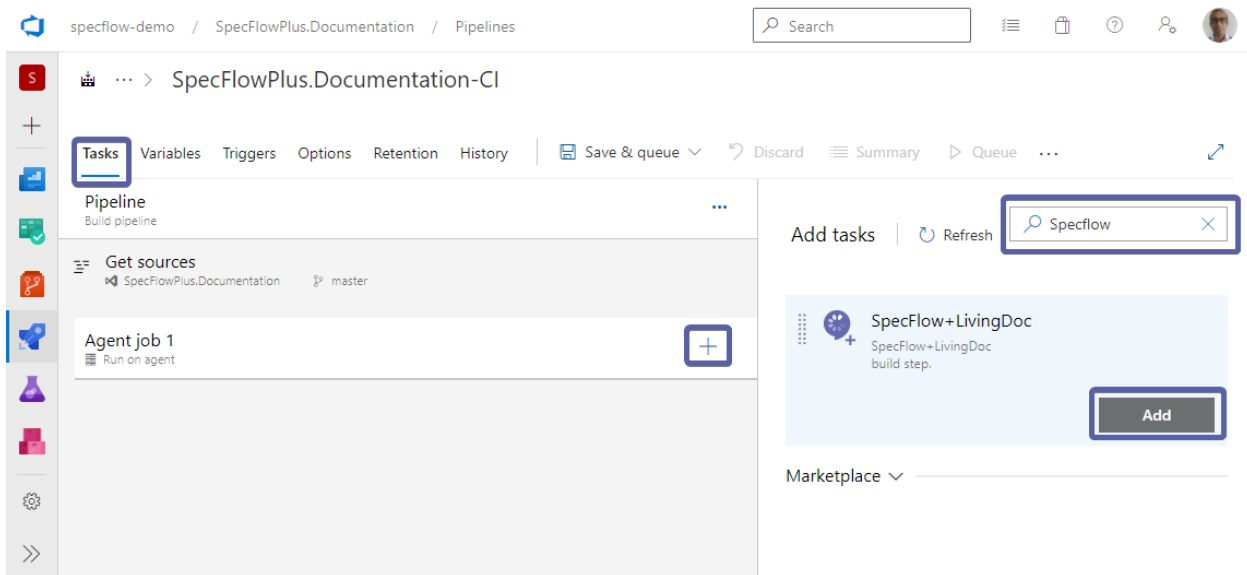 specflow-demo / SpecFlowPlus.Documentation / Pipelines
Search
S
... > SpecFlowPlus.Documentation-CI
Tasks Variables Triggers Options Retention History Save & queue Discard Summary Queue ...
Pipeline
Build pipeline
Add tasks Refresh Specflow
Get sources
SpecFlowPlus.Documentation master
Agent job 1
Run on agent
SpecFlow+LivingDoc
SpecFlow+LivingDoc
build step.
Add
Marketplace